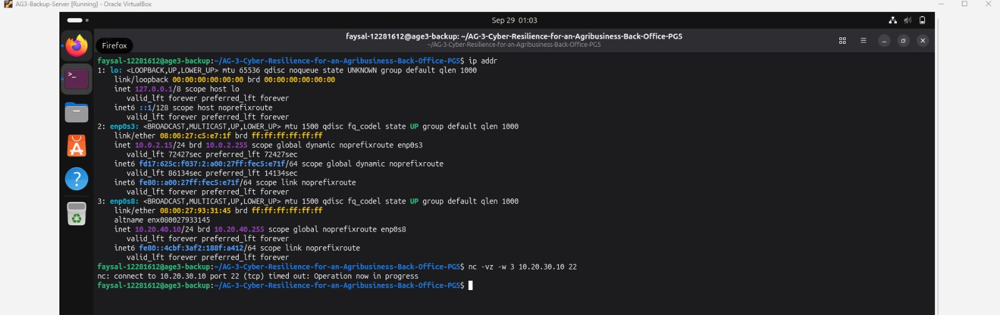 AG3-Backup-Server [Running] - Oracle VirtualBox
Sep 29 01:03
faysal-12281612@age3-backup: ~/AG-3-Cyber-Resilience-for-an-Agribusiness-Back-Office-PG5
~/AG-3-Cyber-Resilience-for-an-Agribusiness-Back-Office-PG5
Firefox
faysal-12281612@age3-backup:~/AG-3-Cyber-Resilience-for-an-Agribusiness-Back-Office-PG5$ ip addr
1: lo: <LOOPBACK,UP,LOWER_UP> mtu 65536 qdisc noqueue state UNKNOWN group default qlen 1000
link/loopback 00:00:00:00:00:00 brd 00:00:00:00:00:00
inet 127.0.0.1/8 scope host lo
valid_lft forever preferred_lft forever
inet6 ::1/128 scope host noprefixroute
valid_lft forever preferred_lft forever
2: enp0s3: <BROADCAST,MULTICAST,UP,LOWER_UP> mtu 1500 qdisc fq_codel state UP group default qlen 1000
link/ether 08:00:27:c5:e7:1f brd ff:ff:ff:ff:ff:ff
inet 10.0.2.15/24 brd 10.0.2.255 scope global dynamic noprefixroute enp0s3
valid_lft 72427sec preferred_lft 72427sec
inet6 fd17:625c:f037:2:a00:27ff:fec5:e71f/64 scope global dynamic noprefixroute
valid_lft 86134sec preferred_lft 14134sec
inet6 fe80::a00:27ff:fec5:e71f/64 scope link noprefixroute
valid_lft forever preferred_lft forever
3: enp0s8: <BROADCAST,MULTICAST,UP,LOWER_UP> mtu 1500 qdisc fq_codel state UP group default qlen 1000
link/ether 08:00:27:93:31:45 brd ff:ff:ff:ff:ff:ff
altname enx080027933145
inet 10.20.40.10/24 brd 10.20.40.255 scope global noprefixroute enp0s8
valid_lft forever preferred_lft forever
inet6 fe80::4cbf:3af2:188f:a412/64 scope link noprefixroute
valid_lft forever preferred_lft forever
faysal-12281612@age3-backup:~/AG-3-Cyber-Resilience-for-an-Agribusiness-Back-Office-PG5$ nc -vz -w 3 10.20.30.10 22
nc: connect to 10.20.30.10 port 22 (tcp) timed out: Operation now in progress
faysal-12281612@age3-backup:~/AG-3-Cyber-Resilience-for-an-Agribusiness-Back-Office-PG5$